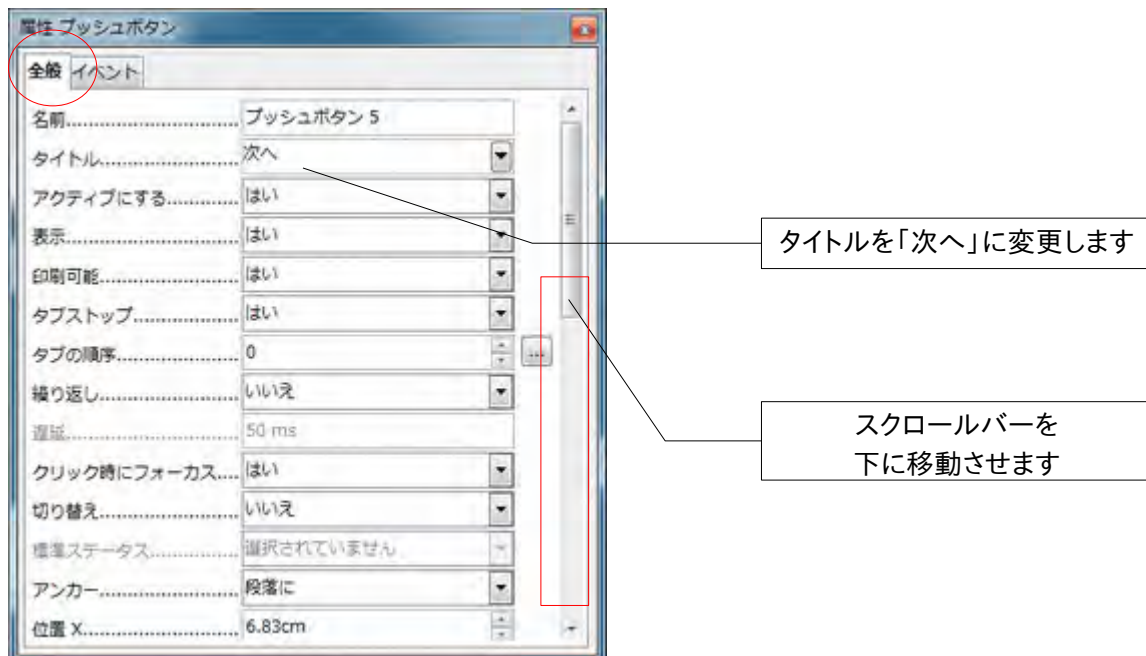 属性 プッシュボタン
全般 イベント
名前 プッシュボタン 5
タイトル 次へ
アクティブにする はい
表示 はい
印刷可能 はい
タブストップ はい
タブの順序 0 ...
繰り返し いいえ
遅延 50 ms
クリック時にフォーカス はい
切り替え いいえ
標準ステータス 選択されていません
アンカー 段落に
位置 X 6.83cm
タイトルを「次へ」に変更します
スクロールバーを
下に移動させます